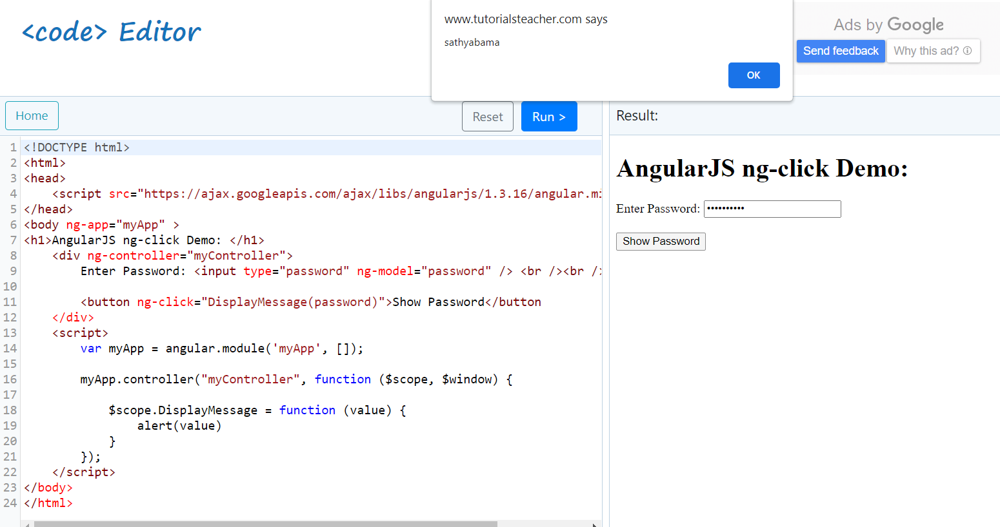 <code> Editor
www.tutorialsteacher.com says
sathyabama
OK
Ads by Google
Send feedback
Why this ad?
Home
Reset
Run >
1 <!DOCTYPE html>
2 <html>
3 <head>
4     <script src="https://ajax.googleapis.com/ajax/libs/angularjs/1.3.16/angular.mi
5 </head>
6 <body ng-app="myApp" >
7 <h1>AngularJS ng-click Demo: </h1>
8     <div ng-controller="myController">
9         Enter Password: <input type="password" ng-model="password" /> <br /><br />
10
11         <button ng-click="DisplayMessage(password)">Show Password</button
12     </div>
13     <script>
14         var myApp = angular.module('myApp', []);
15
16         myApp.controller("myController", function ($scope, $window) {
17
18             $scope.DisplayMessage = function (value) {
19                 alert(value)
20             }
21         });
22     </script>
23 </body>
24 </html>
Result:
AngularJS ng-click Demo:
Enter Password: ••••••••••
Show Password